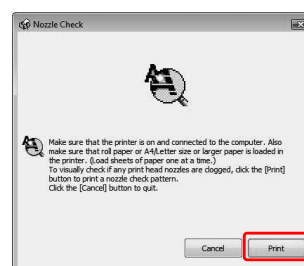 Nozzle Check
Make sure that the printer is on and connected to the computer. Also
make sure that roll paper or A4/Letter size or larger paper is loaded in
the printer. (Load sheets of paper one at a time.)
To visually check if any print head nozzles are clogged, click the [Print]
button to print a nozzle check pattern.
Click the [Cancel] button to quit.
Cancel
Print